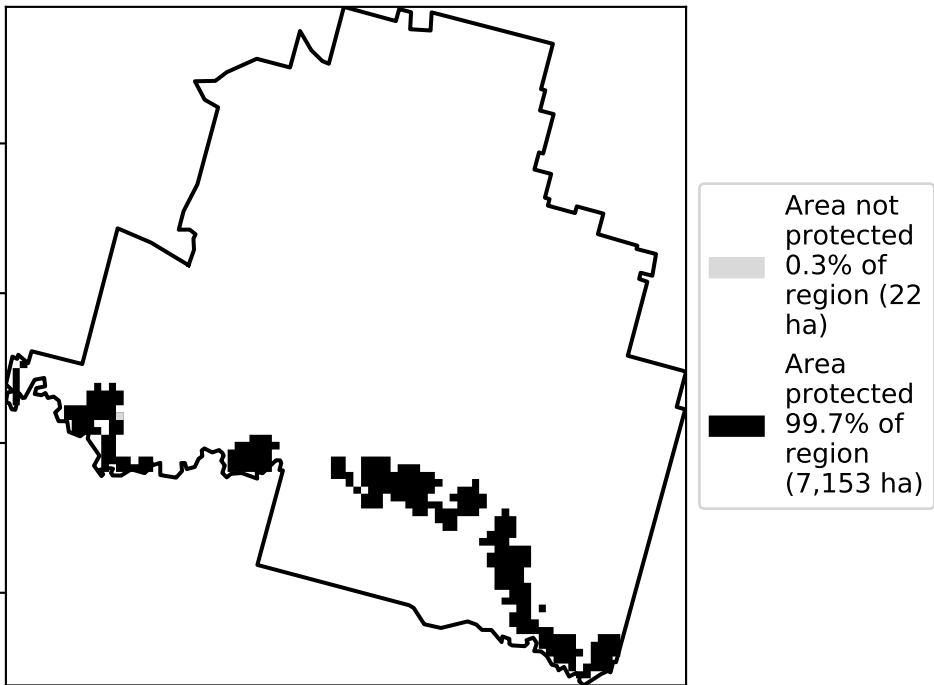 Area not
protected
0.3% of
region (22
ha)
Area
protected
99.7% of
region
(7,153 ha)